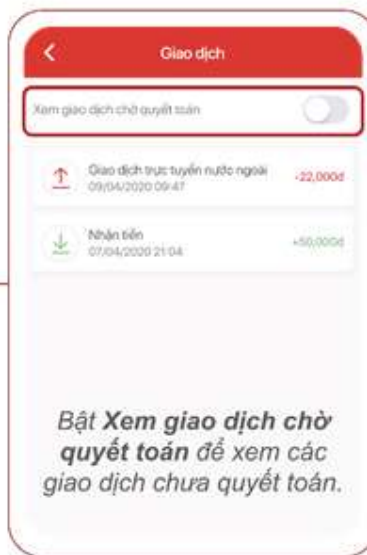 Giao dịch
Xem giao dịch chờ quyết toán
Giao dịch trực tuyến nước ngoài
-22,000đ
09/04/2020 09:47
Nhận tiền
+50,000đ
07/04/2020 21:04
Bật Xem giao dịch chờ
quyết toán để xem các
giao dịch chưa quyết toán.